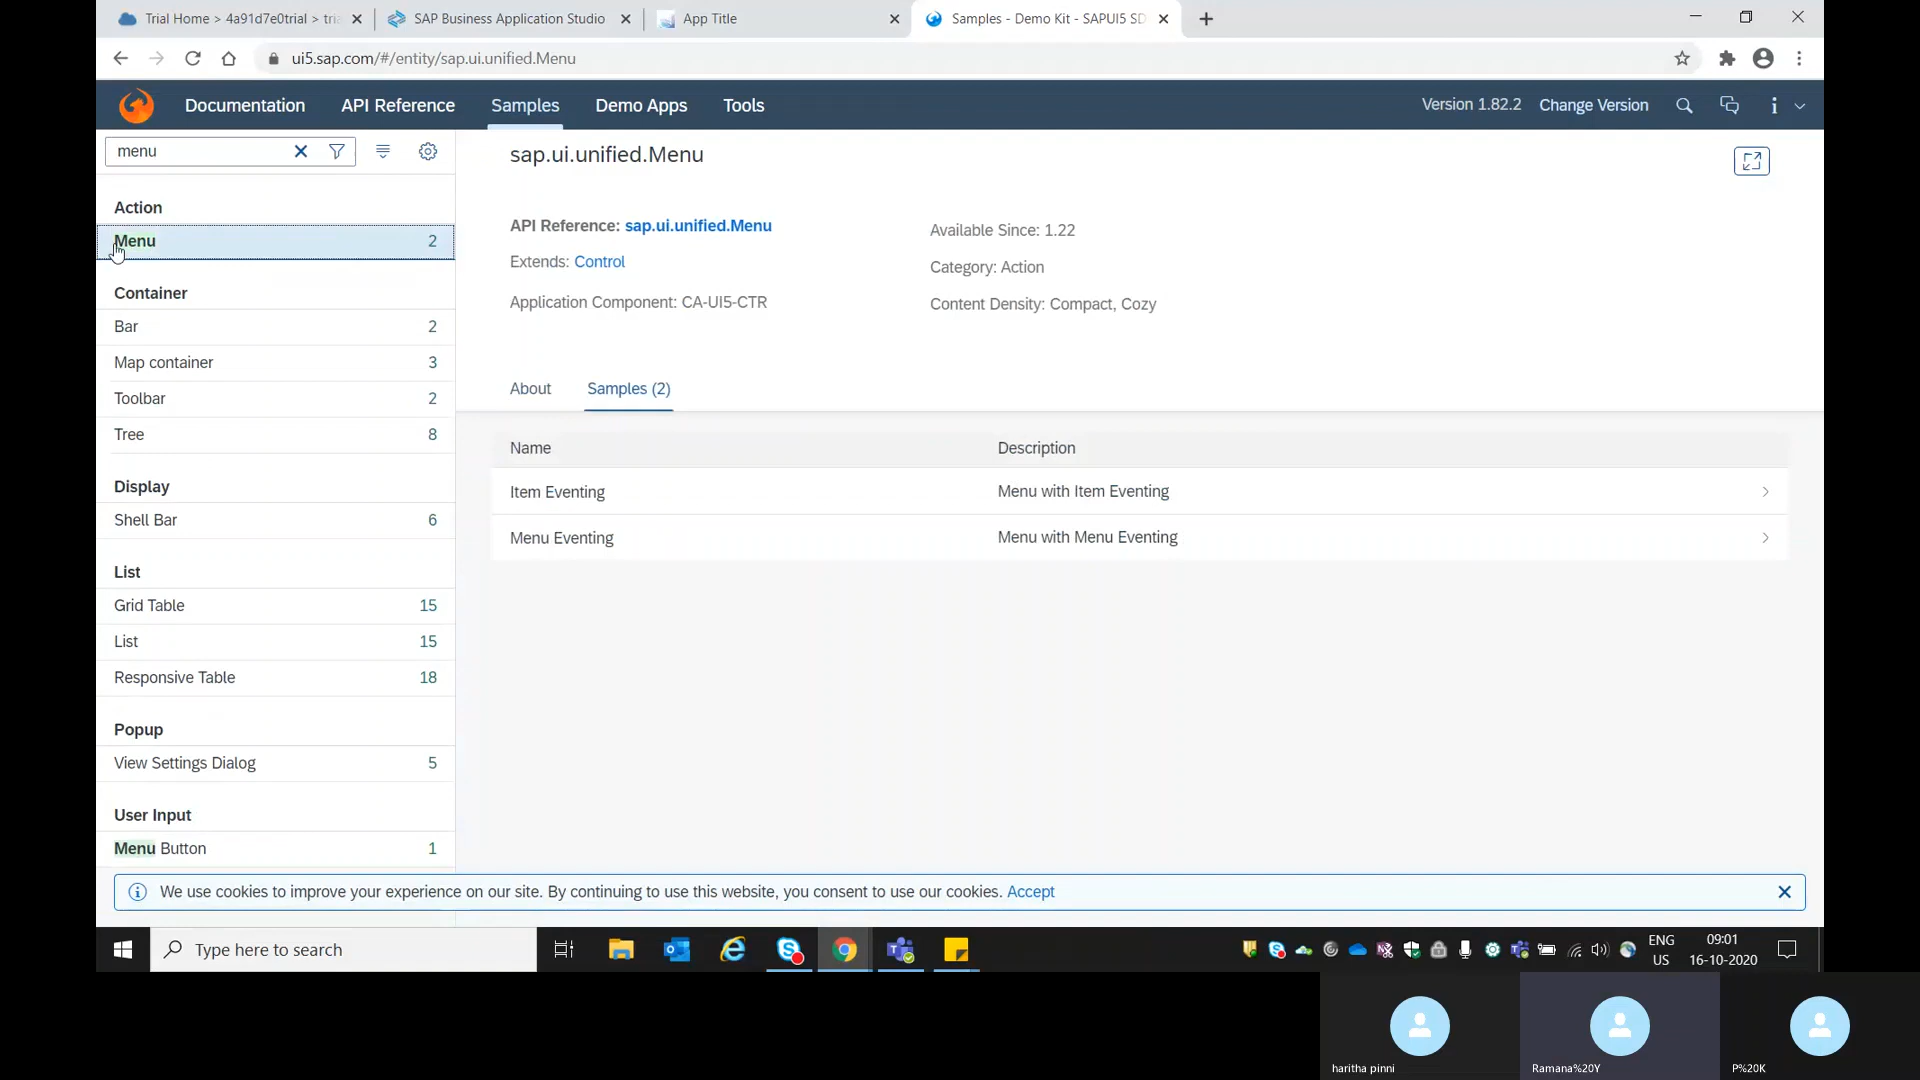 Trial Home > 4a91d7e0trial > tria
SAP Business Application Studio
App Title
Samples - Demo Kit - SAPUI5 SD
ui5.sap.com/#/entity/sap.ui.unified.Menu
Documentation
API Reference
Samples
Demo Apps
Tools
Version 1.82.2
Change Version
menu
Action
Menu 2
Container
Bar 2
Map container 3
Toolbar 2
Tree 8
Display
Shell Bar 6
List
Grid Table 15
List 15
Responsive Table 18
Popup
View Settings Dialog 5
User Input
Menu Button 1
sap.ui.unified.Menu
API Reference: sap.ui.unified.Menu
Extends: Control
Application Component: CA-UI5-CTR
Available Since: 1.22
Category: Action
Content Density: Compact, Cozy
About
Samples (2)
Name Description
Item Eventing Menu with Item Eventing
Menu Eventing Menu with Menu Eventing
We use cookies to improve your experience on our site. By continuing to use this website, you consent to use our cookies. Accept
Type here to search
ENG
US
09:01
16-10-2020
haritha pinni
Ramana%20Y
P%20K